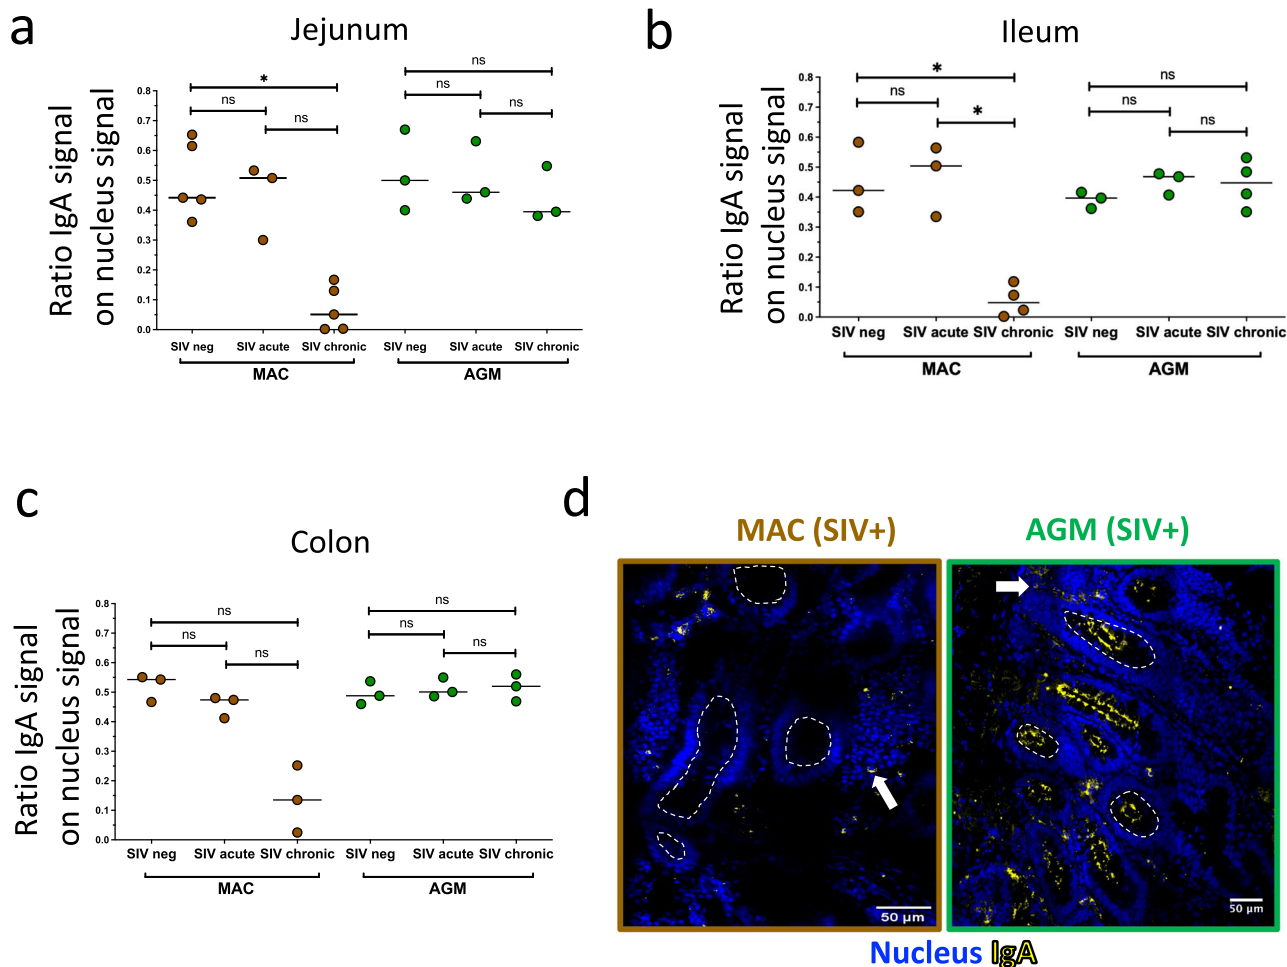 a
Jejunum
Ratio IgA signal
on nucleus signal
*
ns
ns
ns
ns
ns
0.8
0.7
0.6
0.5
0.4
0.3
0.2
0.1
0.0
SIV neg SIV acute SIV chronic SIV neg SIV acute SIV chronic
MAC AGM
b
Ileum
Ratio IgA signal
on nucleus signal
*
ns
*
ns
ns
ns
0.8
0.7
0.6
0.5
0.4
0.3
0.2
0.1
0.0
SIV neg SIV acute SIV chronic SIV neg SIV acute SIV chronic
MAC AGM
c
Colon
Ratio IgA signal
on nucleus signal
ns
ns
ns
ns
ns
ns
0.8
0.7
0.6
0.5
0.4
0.3
0.2
0.1
0.0
SIV neg SIV acute SIV chronic SIV neg SIV acute SIV chronic
MAC AGM
d
MAC (SIV+) AGM (SIV+)
50 µm
50 µm
Nucleus IgA